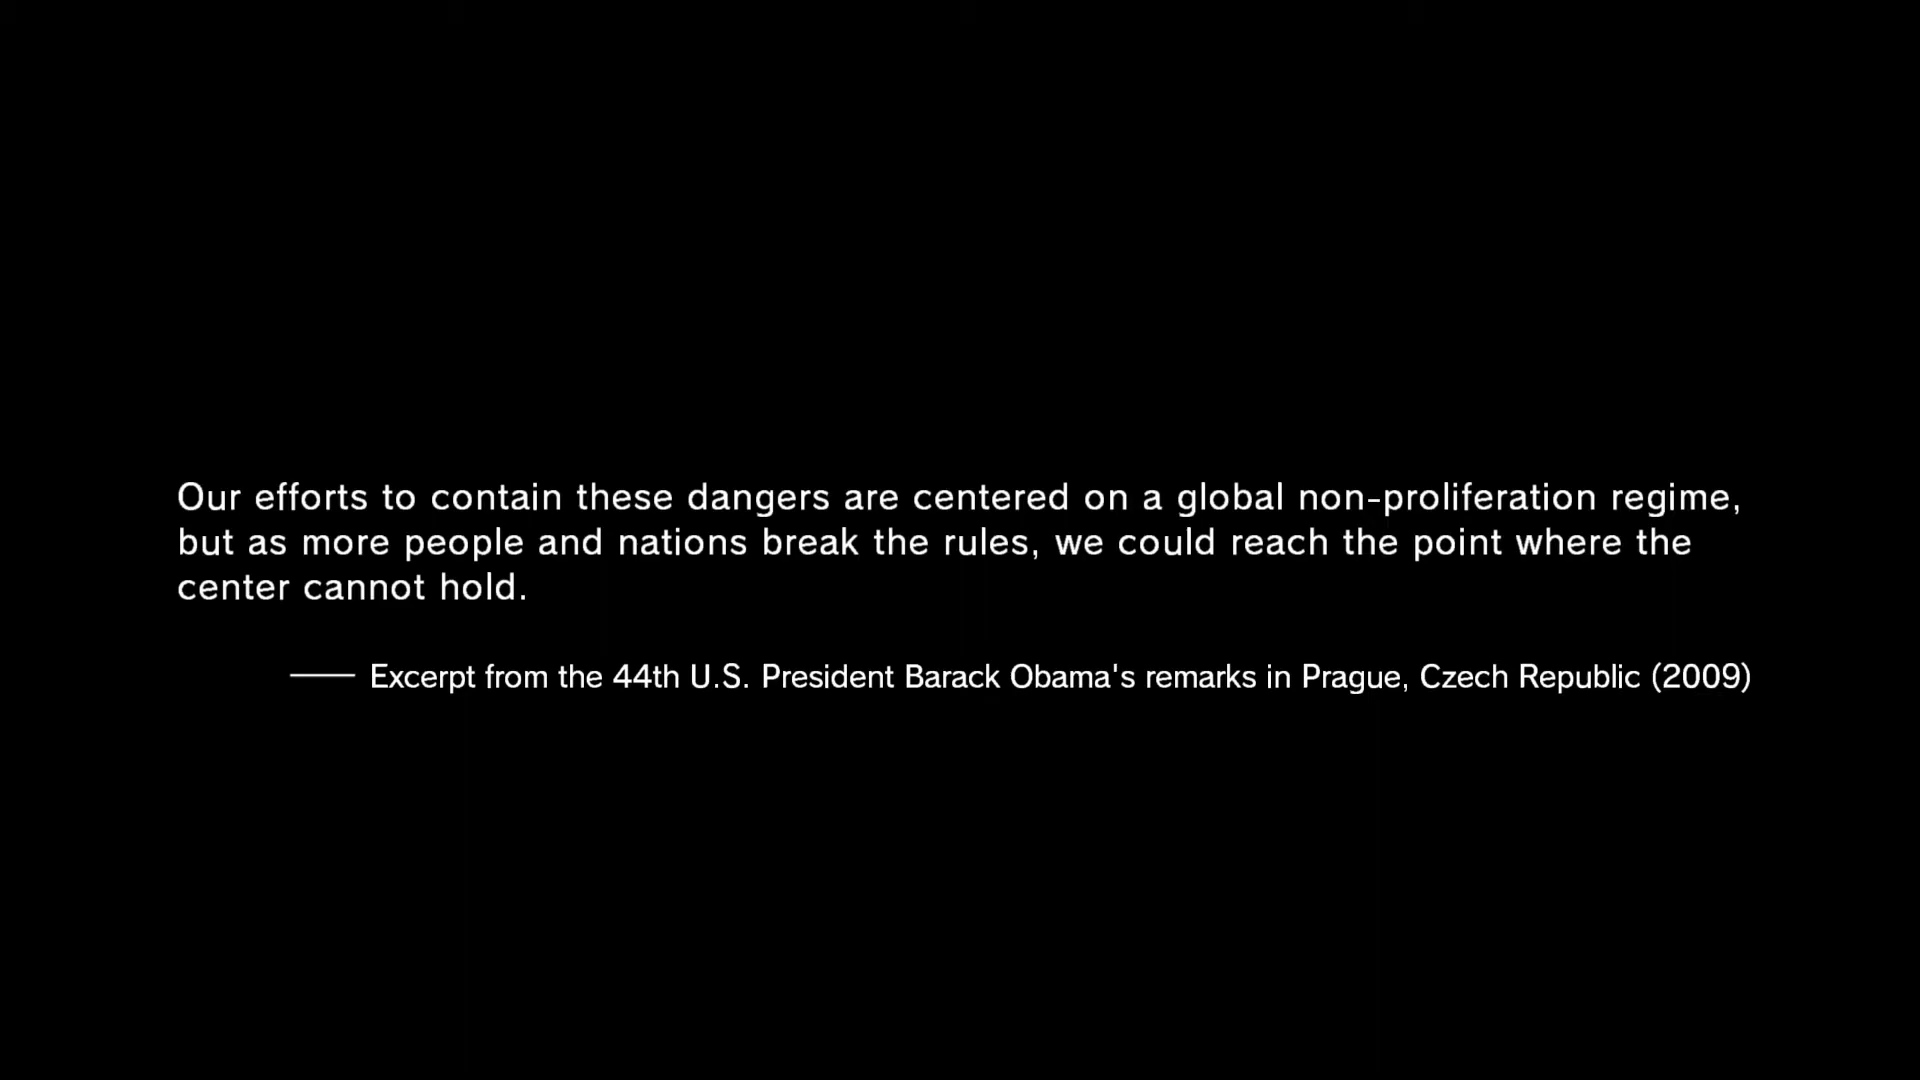 Our efforts to contain these dangers are centered on a global non-proliferation regime,
but as more people and nations break the rules, we could reach the point where the
center cannot hold.
—— Excerpt from the 44th U.S. President Barack Obama's remarks in Prague, Czech Republic (2009)